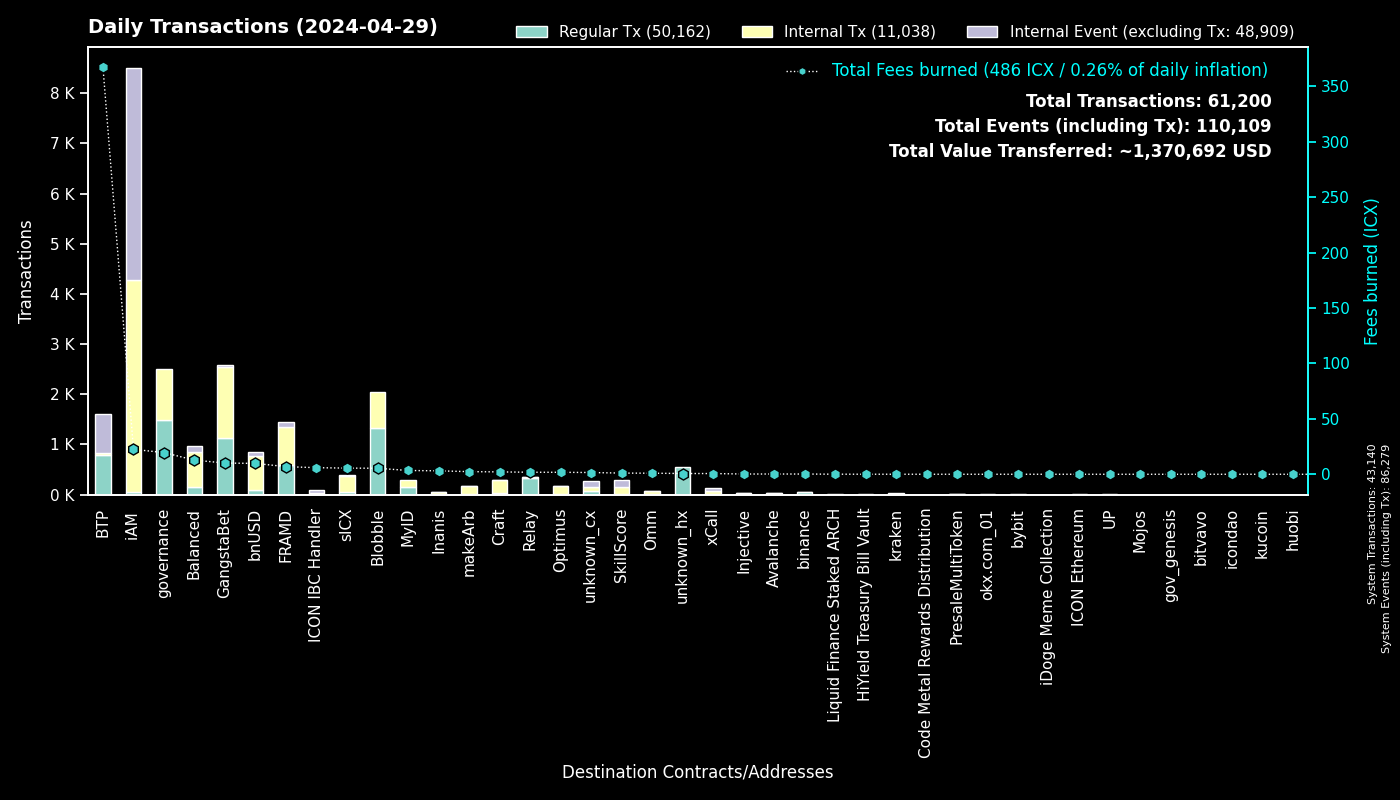 Daily Transactions (2024-04-29)
Regular Tx (50,162)
Internal Tx (11,038)
Internal Event (excluding Tx: 48,909)
Total Fees burned (486 ICX / 0.26% of daily inflation)
Total Transactions: 61,200
Total Events (including Tx): 110,109
Total Value Transferred: ~1,370,692 USD
Transactions
8 K
7 K
6 K
5 K
4 K
3 K
2 K
1 K
0 K
350
300
250
200
150
100
50
0
Fees burned (ICX)
BTP
iAM
governance
Balanced
GangstaBet
bnUSD
FRAMD
ICON IBC Handler
sICX
Blobble
MyID
Inanis
makeArb
Craft
Relay
Optimus
unknown_cx
SkillScore
Omm
unknown_hx
xCall
Injective
Avalanche
binance
Liquid Finance Staked ARCH
HiYield Treasury Bill Vault
kraken
Code Metal Rewards Distribution
PresaleMultiToken
okx.com_01
bybit
iDoge Meme Collection
ICON Ethereum
UP
Mojos
gov_genesis
bitvavo
icondao
kucoin
huobi
Destination Contracts/Addresses
System Transactions: 43,140
System Events (including Tx): 86,279